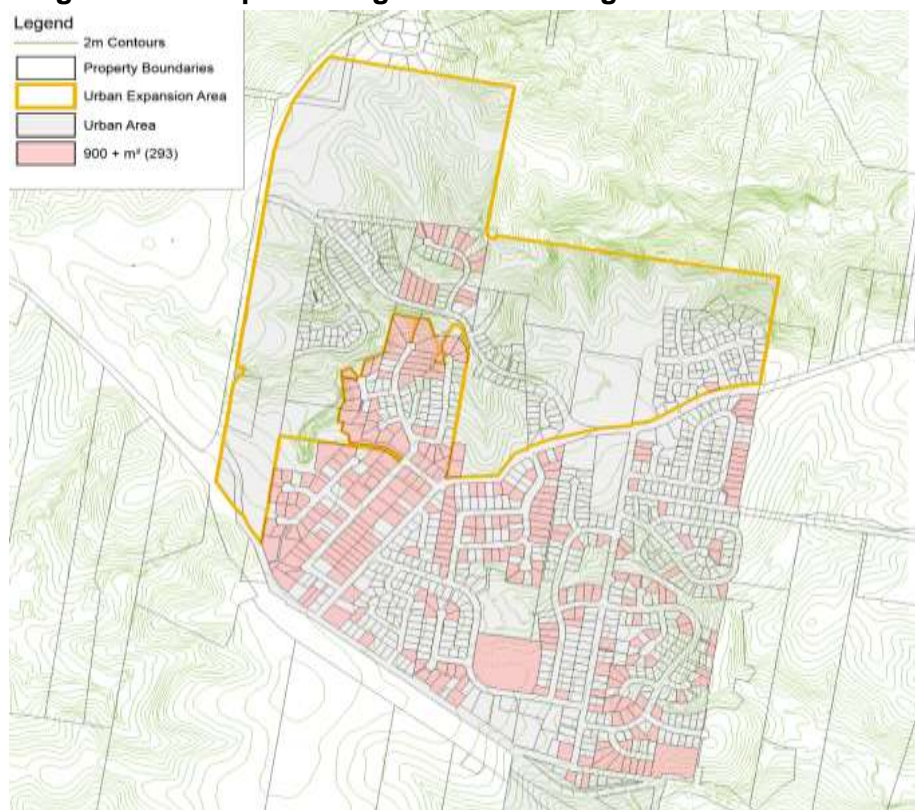 Legend
2m Contours
Property Boundaries
Urban Expansion Area
Urban Area
900 + m² (293)